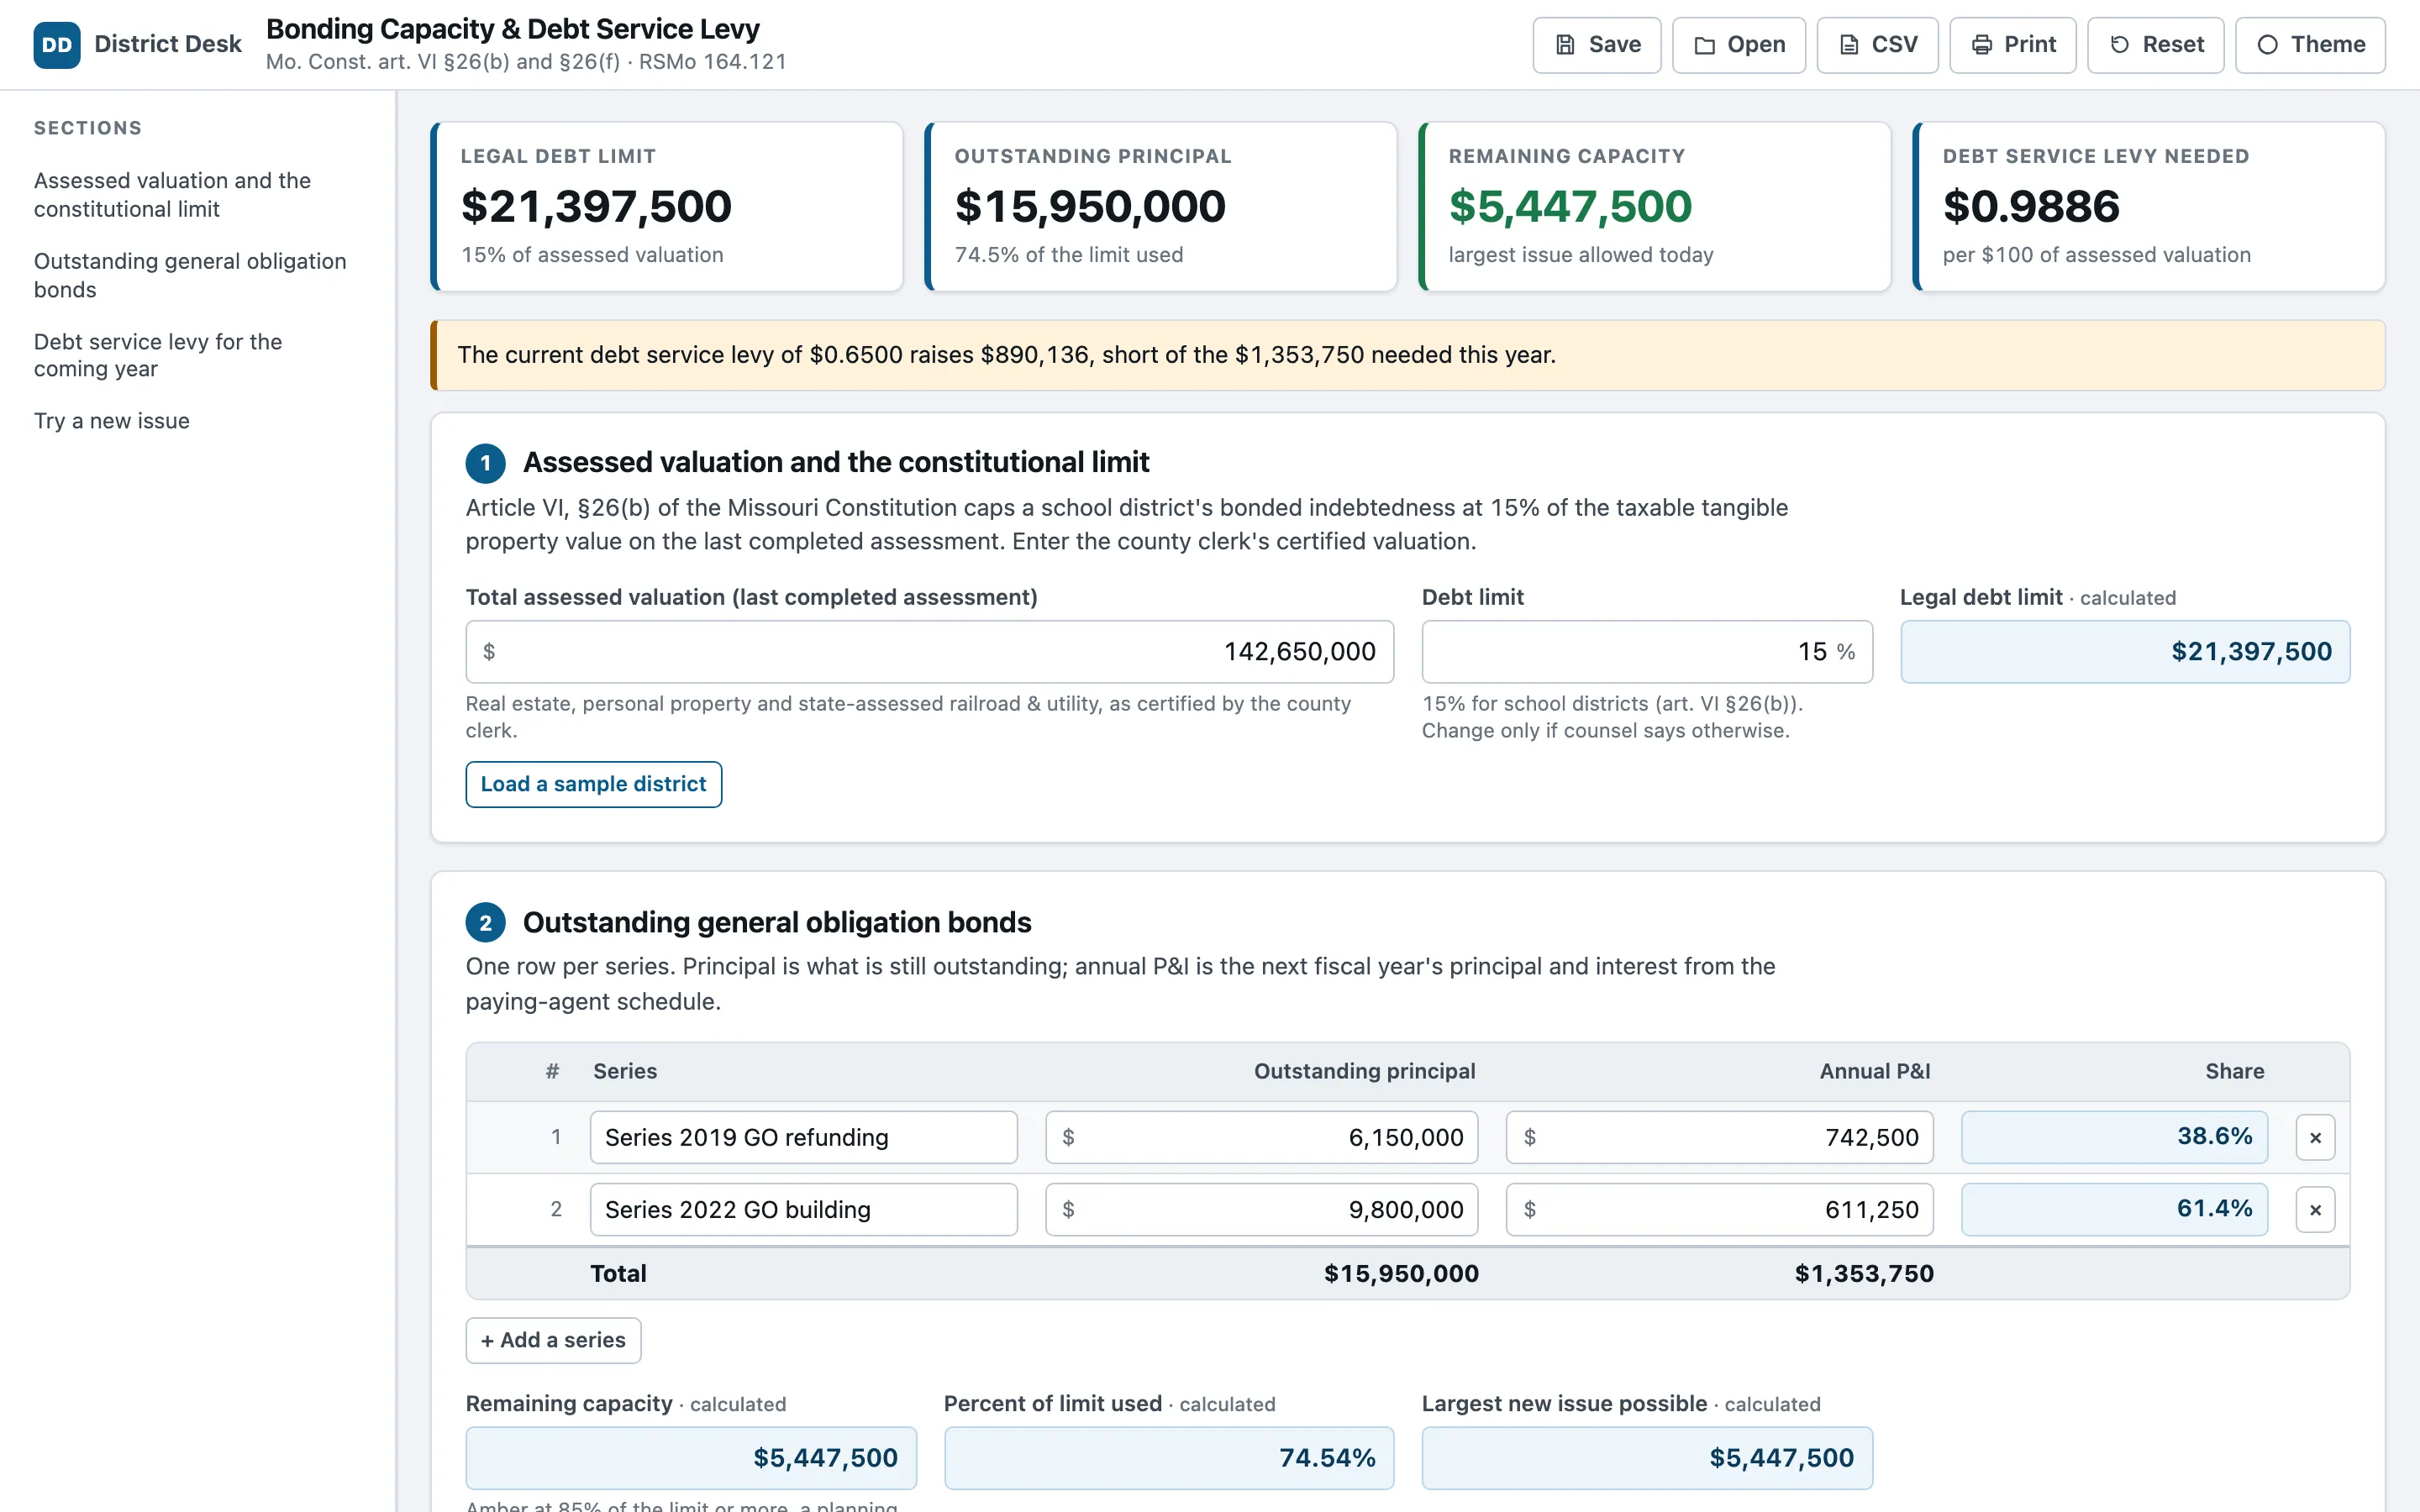 DD District Desk
Bonding Capacity & Debt Service Levy
Mo. Const. art. VI §26(b) and §26(f) · RSMo 164.121
Save
Open
CSV
Print
Reset
Theme
SECTIONS
Assessed valuation and the
constitutional limit
Outstanding general obligation
bonds
Debt service levy for the
coming year
Try a new issue
LEGAL DEBT LIMIT
$21,397,500
15% of assessed valuation
OUTSTANDING PRINCIPAL
$15,950,000
74.5% of the limit used
REMAINING CAPACITY
$5,447,500
largest issue allowed today
DEBT SERVICE LEVY NEEDED
$0.9886
per $100 of assessed valuation
The current debt service levy of $0.6500 raises $890,136, short of the $1,353,750 needed this year.
1 Assessed valuation and the constitutional limit
Article VI, §26(b) of the Missouri Constitution caps a school district's bonded indebtedness at 15% of the taxable tangible
property value on the last completed assessment. Enter the county clerk's certified valuation.
Total assessed valuation (last completed assessment)
$ 142,650,000
Real estate, personal property and state-assessed railroad & utility, as certified by the county
clerk.
Debt limit
15 %
15% for school districts (art. VI §26(b)).
Change only if counsel says otherwise.
Legal debt limit · calculated
$21,397,500
Load a sample district
2 Outstanding general obligation bonds
One row per series. Principal is what is still outstanding; annual P&I is the next fiscal year's principal and interest from the
paying-agent schedule.
# Series Outstanding principal Annual P&I Share
1 Series 2019 GO refunding $ 6,150,000 $ 742,500 38.6% ×
2 Series 2022 GO building $ 9,800,000 $ 611,250 61.4% ×
Total $15,950,000 $1,353,750
+ Add a series
Remaining capacity · calculated
$5,447,500
Amber at 85% of the limit or more, a planning
Percent of limit used · calculated
74.54%
Largest new issue possible · calculated
$5,447,500